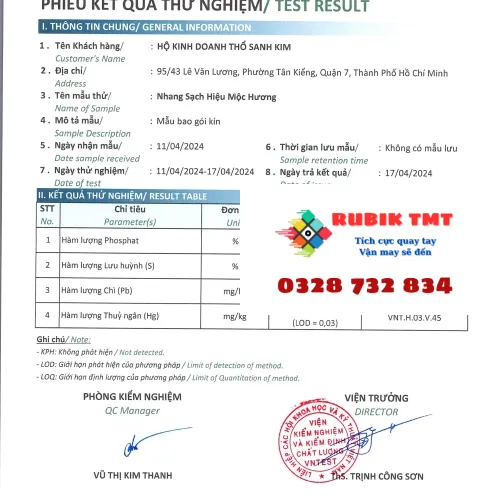 PHIẾU KẾT QUẢ THỬ NGHIỆM/ TEST RESULT
I. THÔNG TIN CHUNG/ GENERAL INFORMATION
1. Tên Khách hàng/ : HỘ KINH DOANH THỔ SANH KIM
Customer's Name
2. Địa chỉ/ : 95/43 Lê Văn Lương, Phường Tân Kiểng, Quận 7, Thành Phố Hồ Chí Minh
Address
3. Tên mẫu thử/ : Nhang Sạch Hiệu Mộc Hương
Name of Sample
4. Mô tả mẫu/ : Mẫu bao gói kín
Sample Description
5. Ngày nhận mẫu/ : 11/04/2024 6. Thời gian lưu mẫu/ : Không có mẫu lưu
Date sample received Sample retention time
7. Ngày thử nghiệm/ : 11/04/2024-17/04/2024 8. Ngày trả kết quả/ : 17/04/2024
Date of test
II. KẾT QUẢ THỬ NGHIỆM/ RESULT TABLE
STT Chỉ tiêu Đơn
No. Parameter(s) Uni
1 Hàm lượng Phosphat %
2 Hàm lượng Lưu huỳnh (S) %
3 Hàm lượng Chì (Pb) mg/l
4 Hàm lượng Thuỷ ngân (Hg) mg/kg (LOD = 0,03) VNT.H.03.V.45
RUBIK TMT
Tích cực quay tay
Vận may sẽ đến
0328 732 834
Ghi chú/ Note:
- KPH: Không phát hiện / Not detected.
- LOD: Giới hạn phát hiện của phương pháp / Limit of detection of method.
- LOQ: Giới hạn định lượng của phương pháp / Limit of Quantitation of method.
PHÒNG KIỂM NGHIỆM VIỆN TRƯỞNG
QC Manager DIRECTOR
LIÊN HIỆP CÁC HỘI KHOA HỌC VÀ KỸ THUẬT VIỆT NAM
VIỆN
KIỂM NGHIỆM
VÀ KIỂM ĐỊNH
CHẤT LƯỢNG
VNTEST
VŨ THỊ KIM THANH ThS. TRỊNH CÔNG SƠN